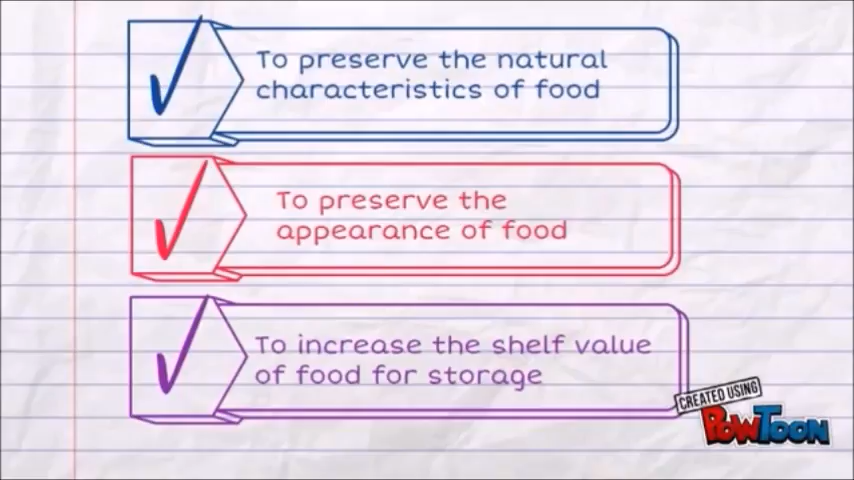 To preserve the natural
characteristics of food
To preserve the
appearance of food
To increase the shelf value
of food for storage
CREATED USING
POWTOON